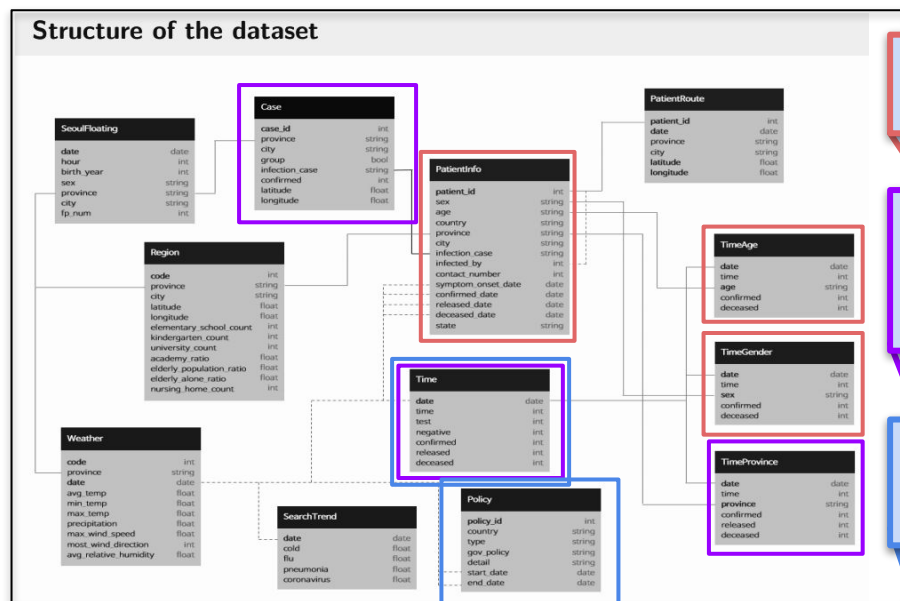 Structure of the dataset
SeoulFloating
date date
hour int
birth_year int
sex string
province string
city string
fp_num int
Case
case_id int
province string
city string
group bool
infection_case string
confirmed int
latitude float
longitude float
PatientRoute
patient_id int
date date
province string
city string
latitude float
longitude float
PatientInfo
patient_id int
sex string
age string
country string
province string
city string
infection_case string
infected_by int
contact_number int
symptom_onset_date date
confirmed_date date
released_date date
deceased_date date
state string
Region
code int
province string
city string
latitude float
longitude float
elementary_school_count int
kindergarten_count int
university_count int
academy_ratio float
elderly_population_ratio float
elderly_alone_ratio float
nursing_home_count int
TimeAge
date date
time int
age string
confirmed int
deceased int
TimeGender
date date
time int
sex string
confirmed int
deceased int
Time
date date
time int
test int
negative int
confirmed int
released int
deceased int
Weather
code int
province string
date date
avg_temp float
min_temp float
max_temp float
precipitation float
max_wind_speed float
most_wind_direction int
avg_relative_humidity float
SearchTrend
date date
cold float
flu float
pneumonia float
coronavirus float
Policy
policy_id int
country string
type string
gov_policy string
detail string
start_date date
end_date date
TimeProvince
date date
time int
province string
confirmed int
released int
deceased int